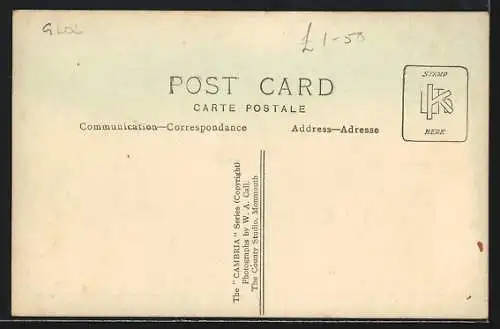 GLOS
£1-50
POST CARD
CARTE POSTALE
Communication—Correspondance
Address—Adresse
STAMP
HERE
The "CAMBRIA" Series (Copyright)
Photographs by W. A. Call,
The County Studio, Monmouth